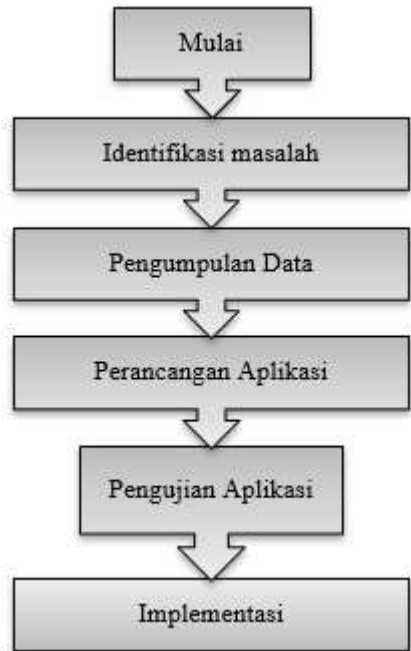 Mulai
Identifikasi masalah
Pengumpulan Data
Perancangan Aplikasi
Pengujian Aplikasi
Implementasi